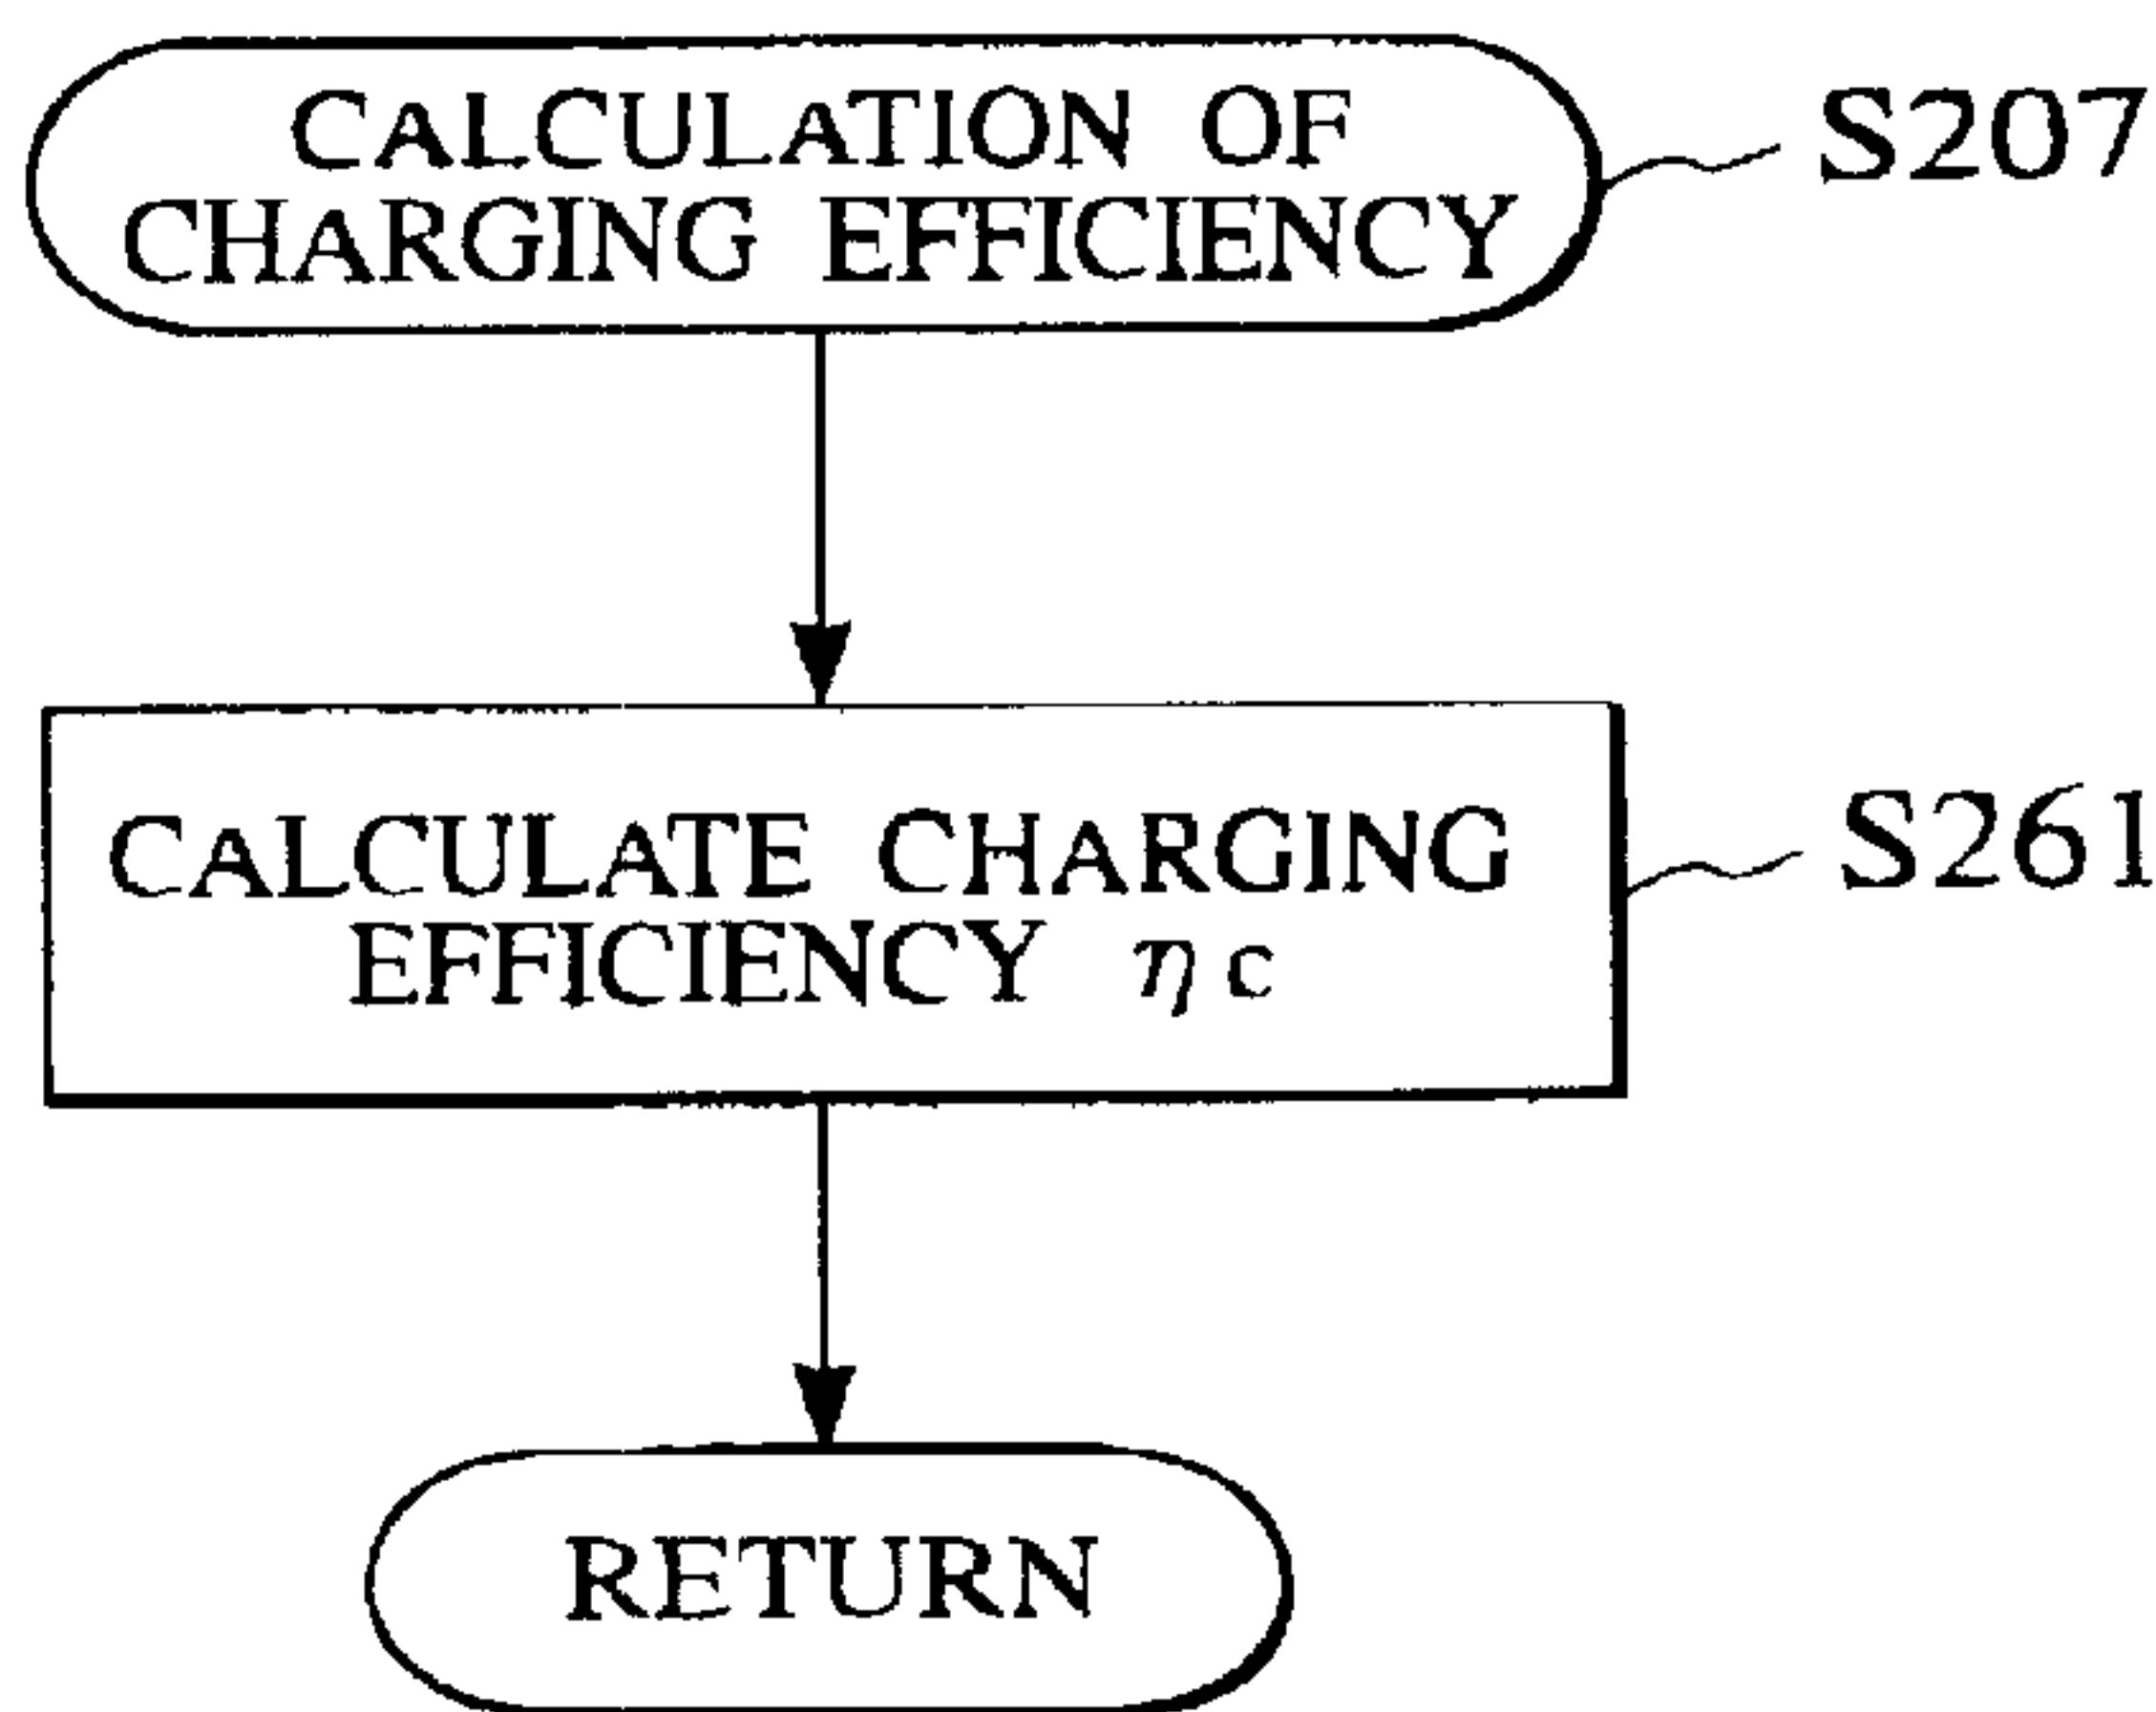 CALCULATION OF
CHARGING EFFICIENCY
S207
CALCULATE CHARGING
EFFICIENCY ηc
S261
RETURN